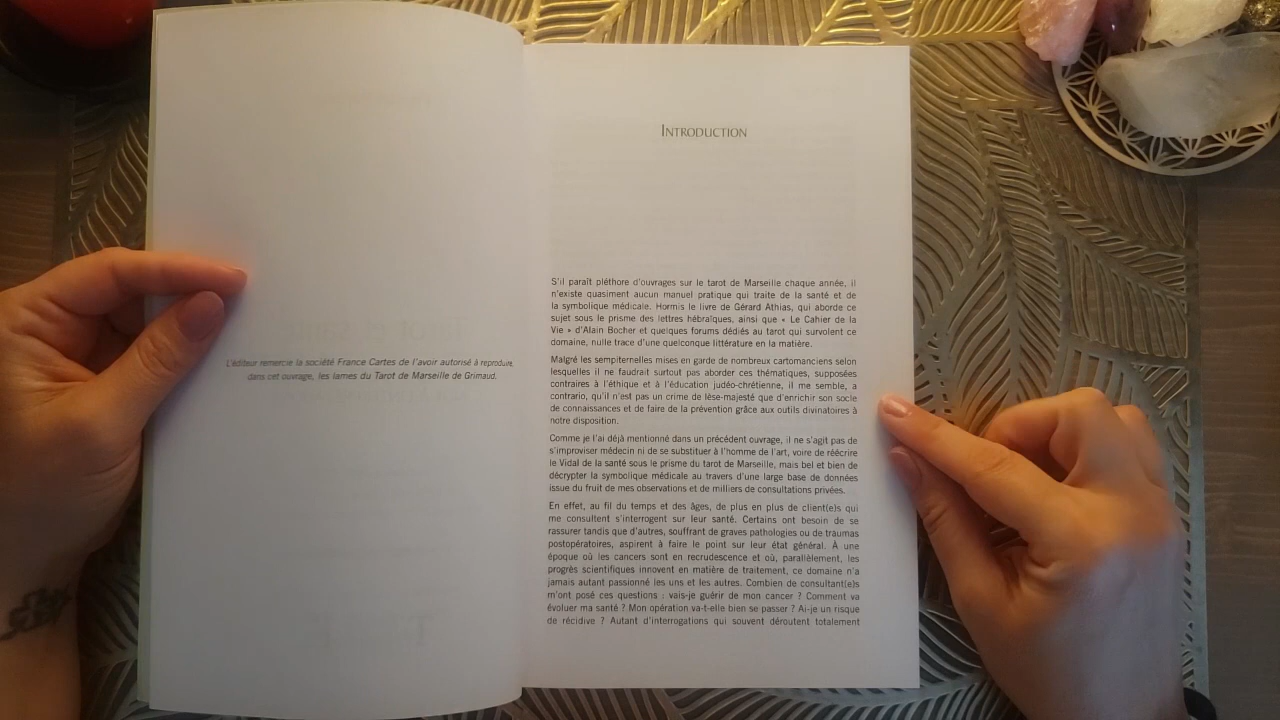 L'éditeur remercie la société France Cartes de l'avoir autorisé à reproduire,
dans cet ouvrage, les lames du Tarot de Marseille de Grimaud.
INTRODUCTION
S'il paraît pléthore d'ouvrages sur le tarot de Marseille chaque année, il
n'existe quasiment aucun manuel pratique qui traite de la santé et de
la symbolique médicale. Hormis le livre de Gérard Athias, qui aborde ce
sujet sous le prisme des lettres hébraïques, ainsi que « Le Cahier de la
Vie » d'Alain Bocher et quelques forums dédiés au tarot qui survolent ce
domaine, nulle trace d'une quelconque littérature en la matière.
Malgré les sempiternelles mises en garde de nombreux cartomanciens selon
lesquelles il ne faudrait surtout pas aborder ces thématiques, supposées
contraires à l'éthique et à l'éducation judéo-chrétienne, il me semble, a
contrario, qu'il n'est pas un crime de lèse-majesté que d'enrichir son socle
de connaissances et de faire de la prévention grâce aux outils divinatoires à
notre disposition.
Comme je l'ai déjà mentionné dans un précédent ouvrage, il ne s'agit pas de
s'improviser médecin ni de se substituer à l'homme de l'art, voire de réécrire
le Vidal de la santé sous le prisme du tarot de Marseille, mais bel et bien de
décrypter la symbolique médicale au travers d'une large base de données
issue du fruit de mes observations et de milliers de consultations privées.
En effet, au fil du temps et des âges, de plus en plus de client(e)s qui
me consultent s'interrogent sur leur santé. Certains ont besoin de se
rassurer tandis que d'autres, souffrant de graves pathologies ou de traumas
postopératoires, aspirent à faire le point sur leur état général. À une
époque où les cancers sont en recrudescence et où, parallèlement, les
progrès scientifiques innovent en matière de traitement, ce domaine n'a
jamais autant passionné les uns et les autres. Combien de consultant(e)s
m'ont posé ces questions : vais-je guérir de mon cancer ? Comment va
évoluer ma santé ? Mon opération va-t-elle bien se passer ? Ai-je un risque
de récidive ? Autant d'interrogations qui souvent déroutent totalement